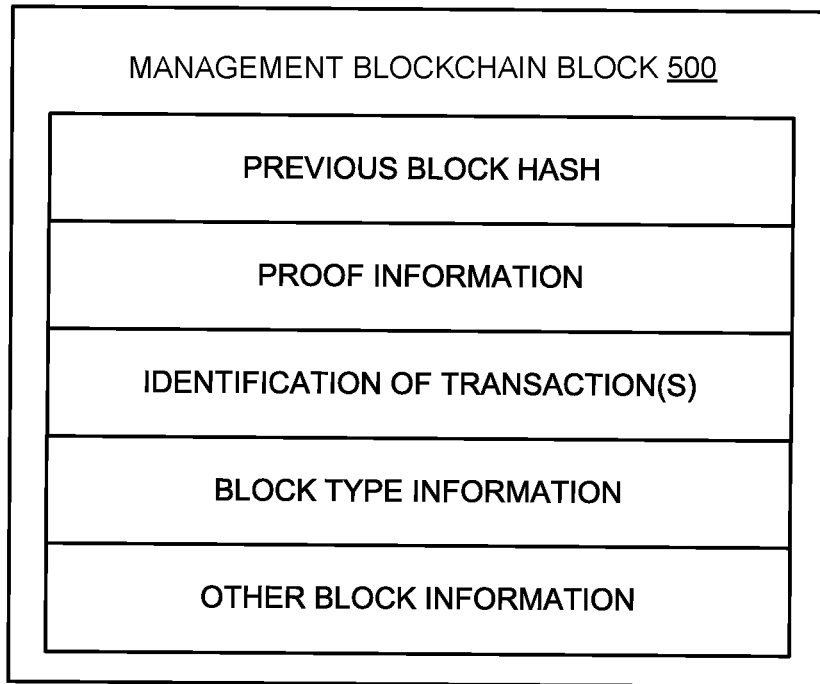 MANAGEMENT BLOCKCHAIN BLOCK 500
PREVIOUS BLOCK HASH
PROOF INFORMATION
IDENTIFICATION OF TRANSACTION(S)
BLOCK TYPE INFORMATION
OTHER BLOCK INFORMATION